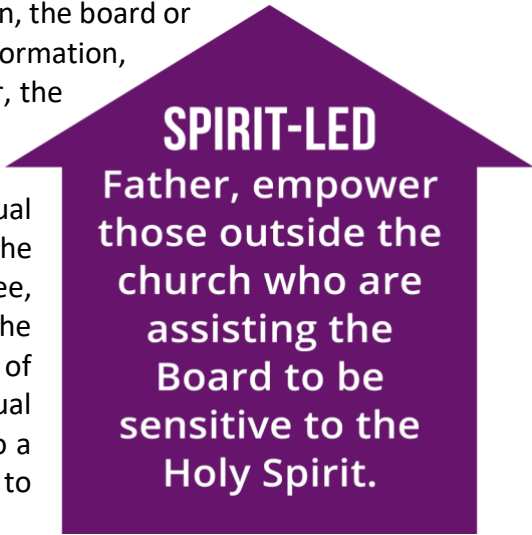 n, the board or
ormation,
r, the
ual
he
ee,
he
of
ual
o a
to
SPIRIT-LED
Father, empower
those outside the
church who are
assisting the
Board to be
sensitive to the
Holy Spirit.